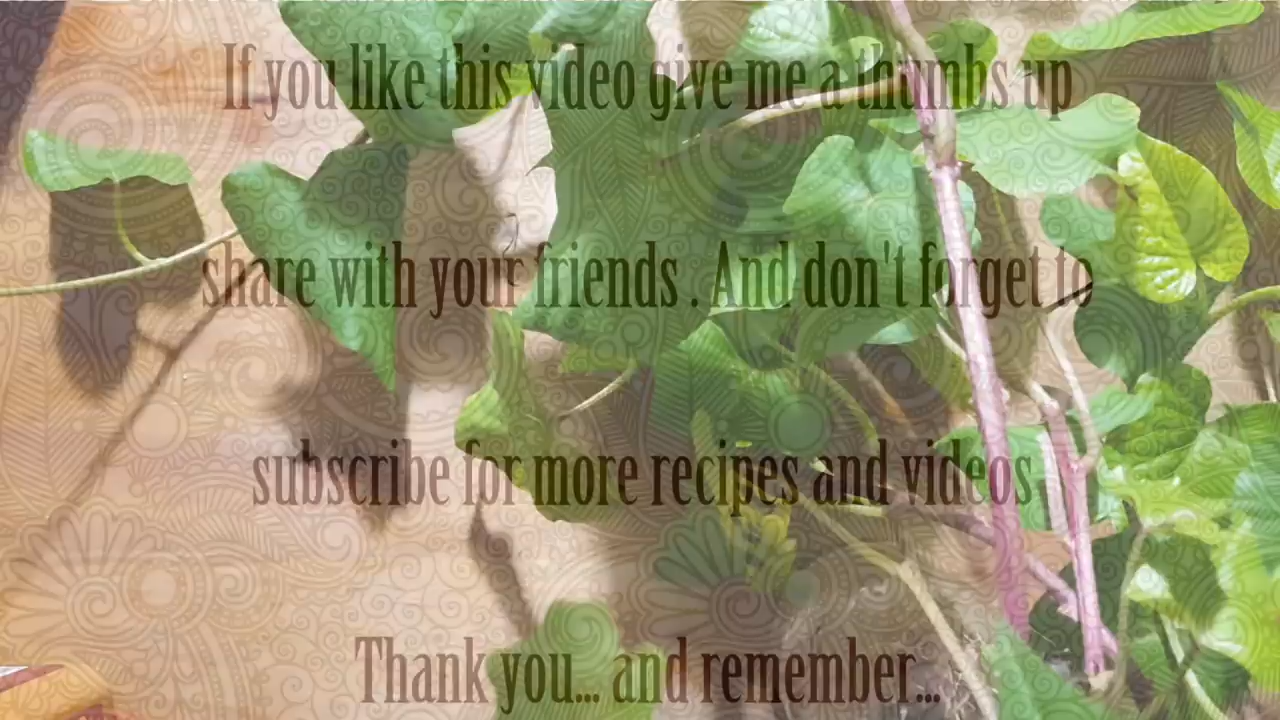 If you like this video give me a thumbs up
share with your friends . And don't forget to
subscribe for more recipes and videos
Thank you... and remember...